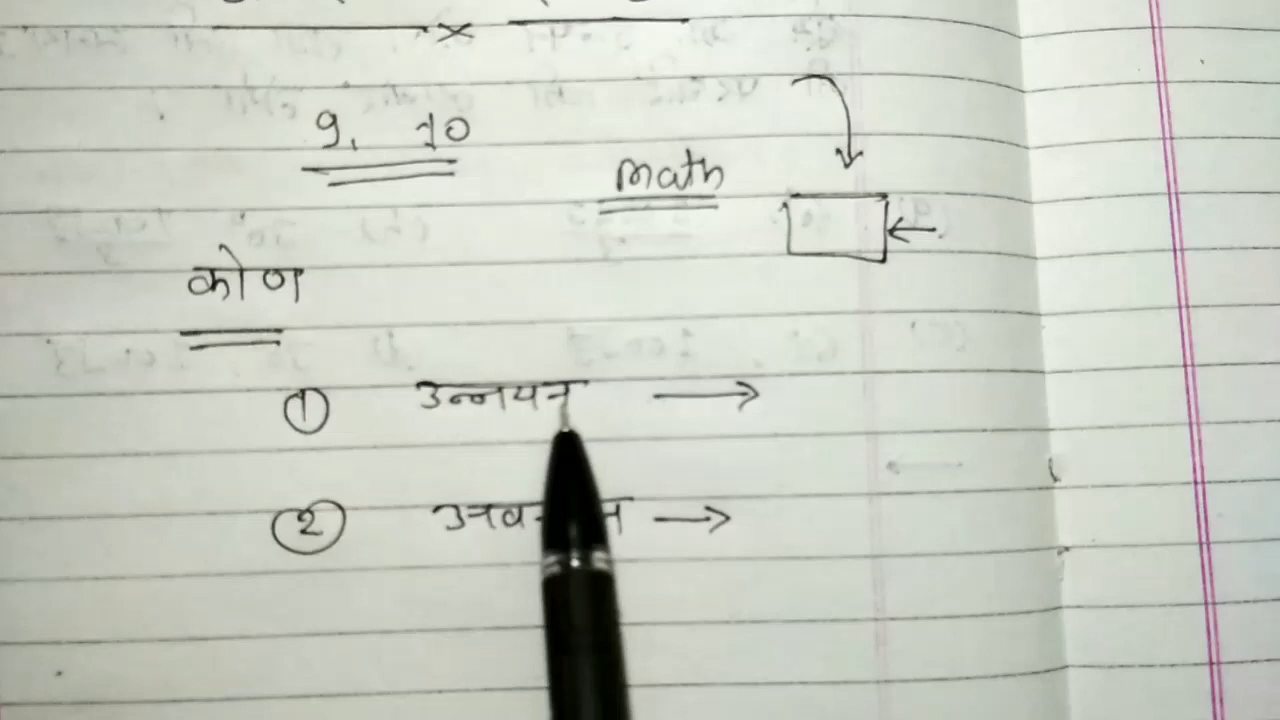 9, 10
math
कोण
① उन्नयन →
② →